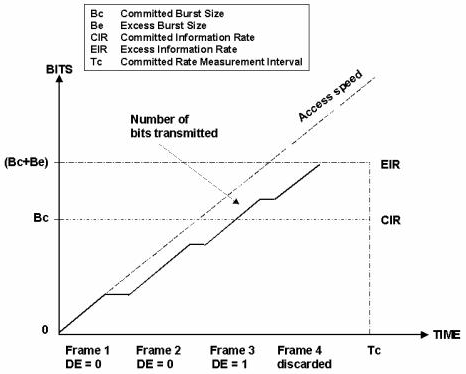 Bc Committed Burst Size
Be Excess Burst Size
CIR Committed Information Rate
EIR Excess Information Rate
Tc Committed Rate Measurement Interval
BITS
Access speed
Number of
bits transmitted
(Bc+Be)
EIR
Bc
CIR
0
TIME
Frame 1 Frame 2 Frame 3 Frame 4 Tc
DE = 0 DE = 0 DE = 1 discarded